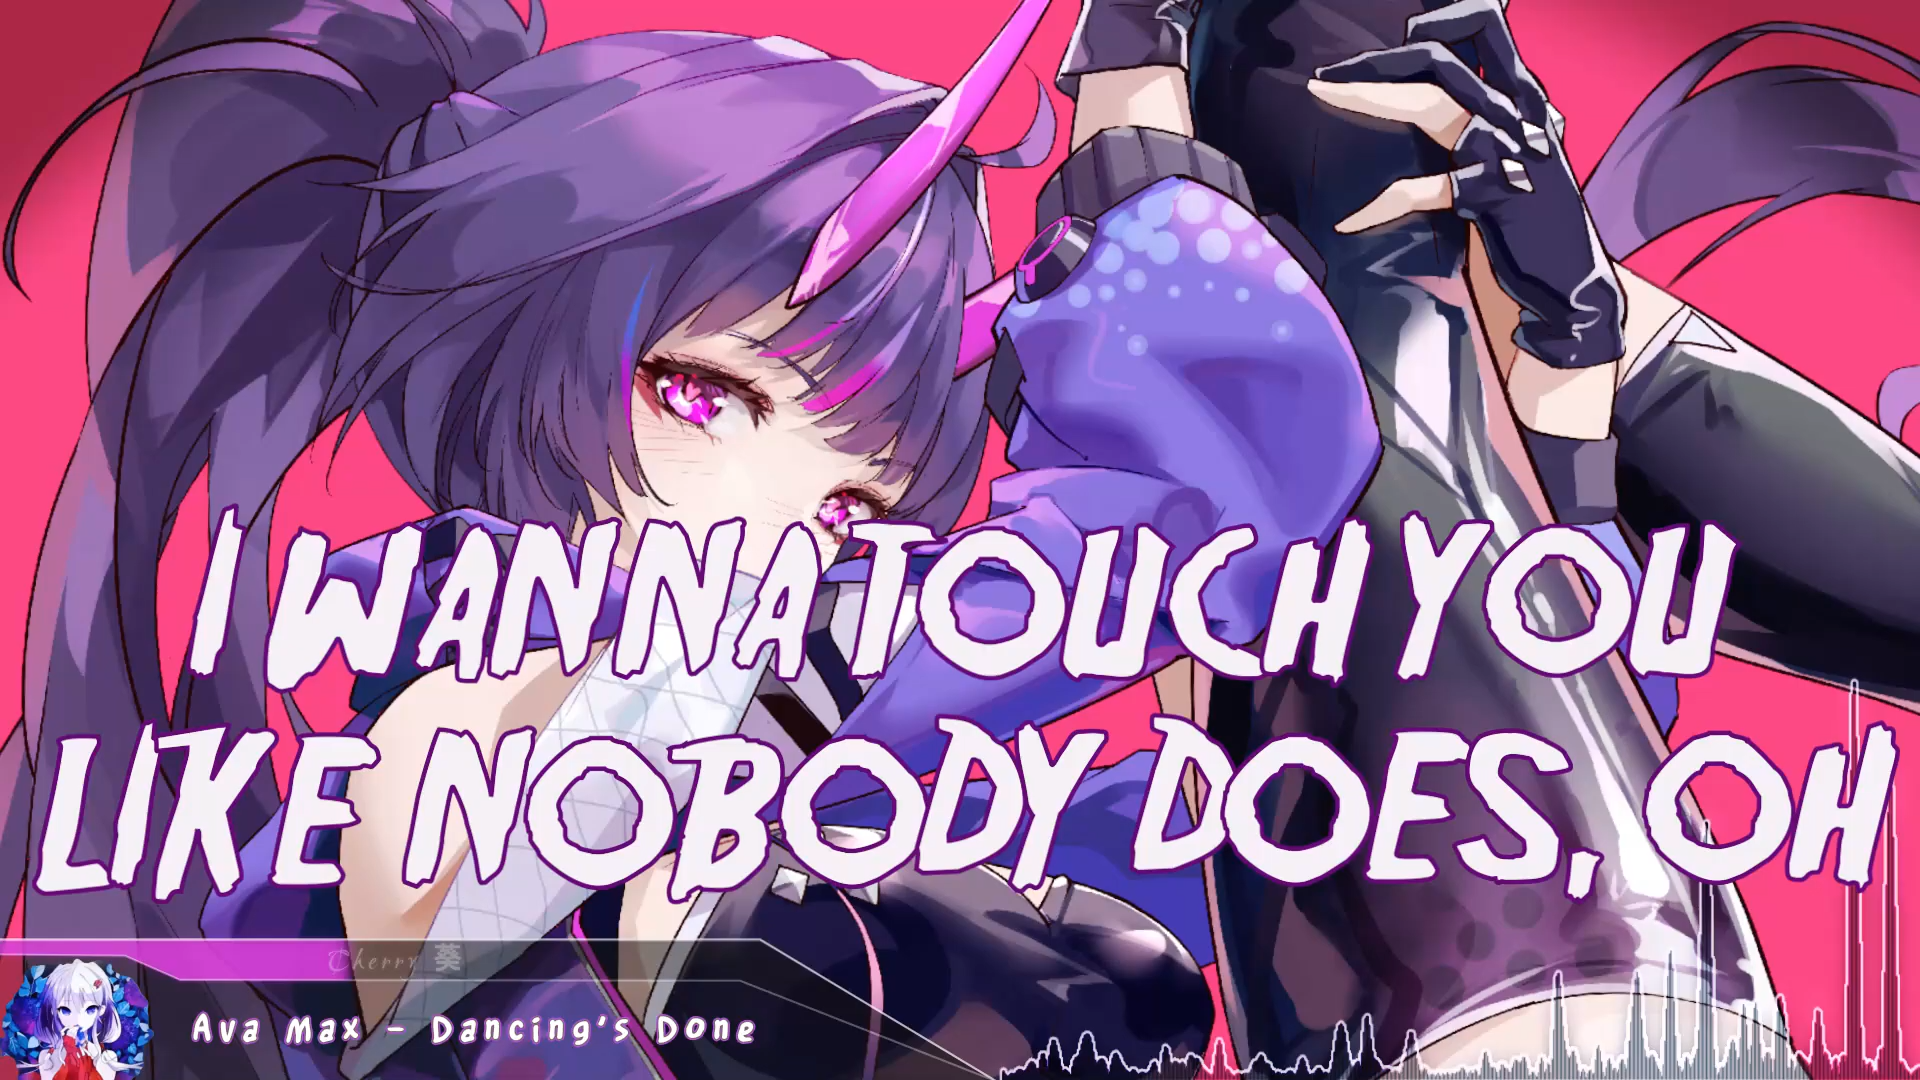 I WANNA TOUCH YOU
LIKE NOBODY DOES, OH
Cherry 葵
Ava Max - Dancing's Done